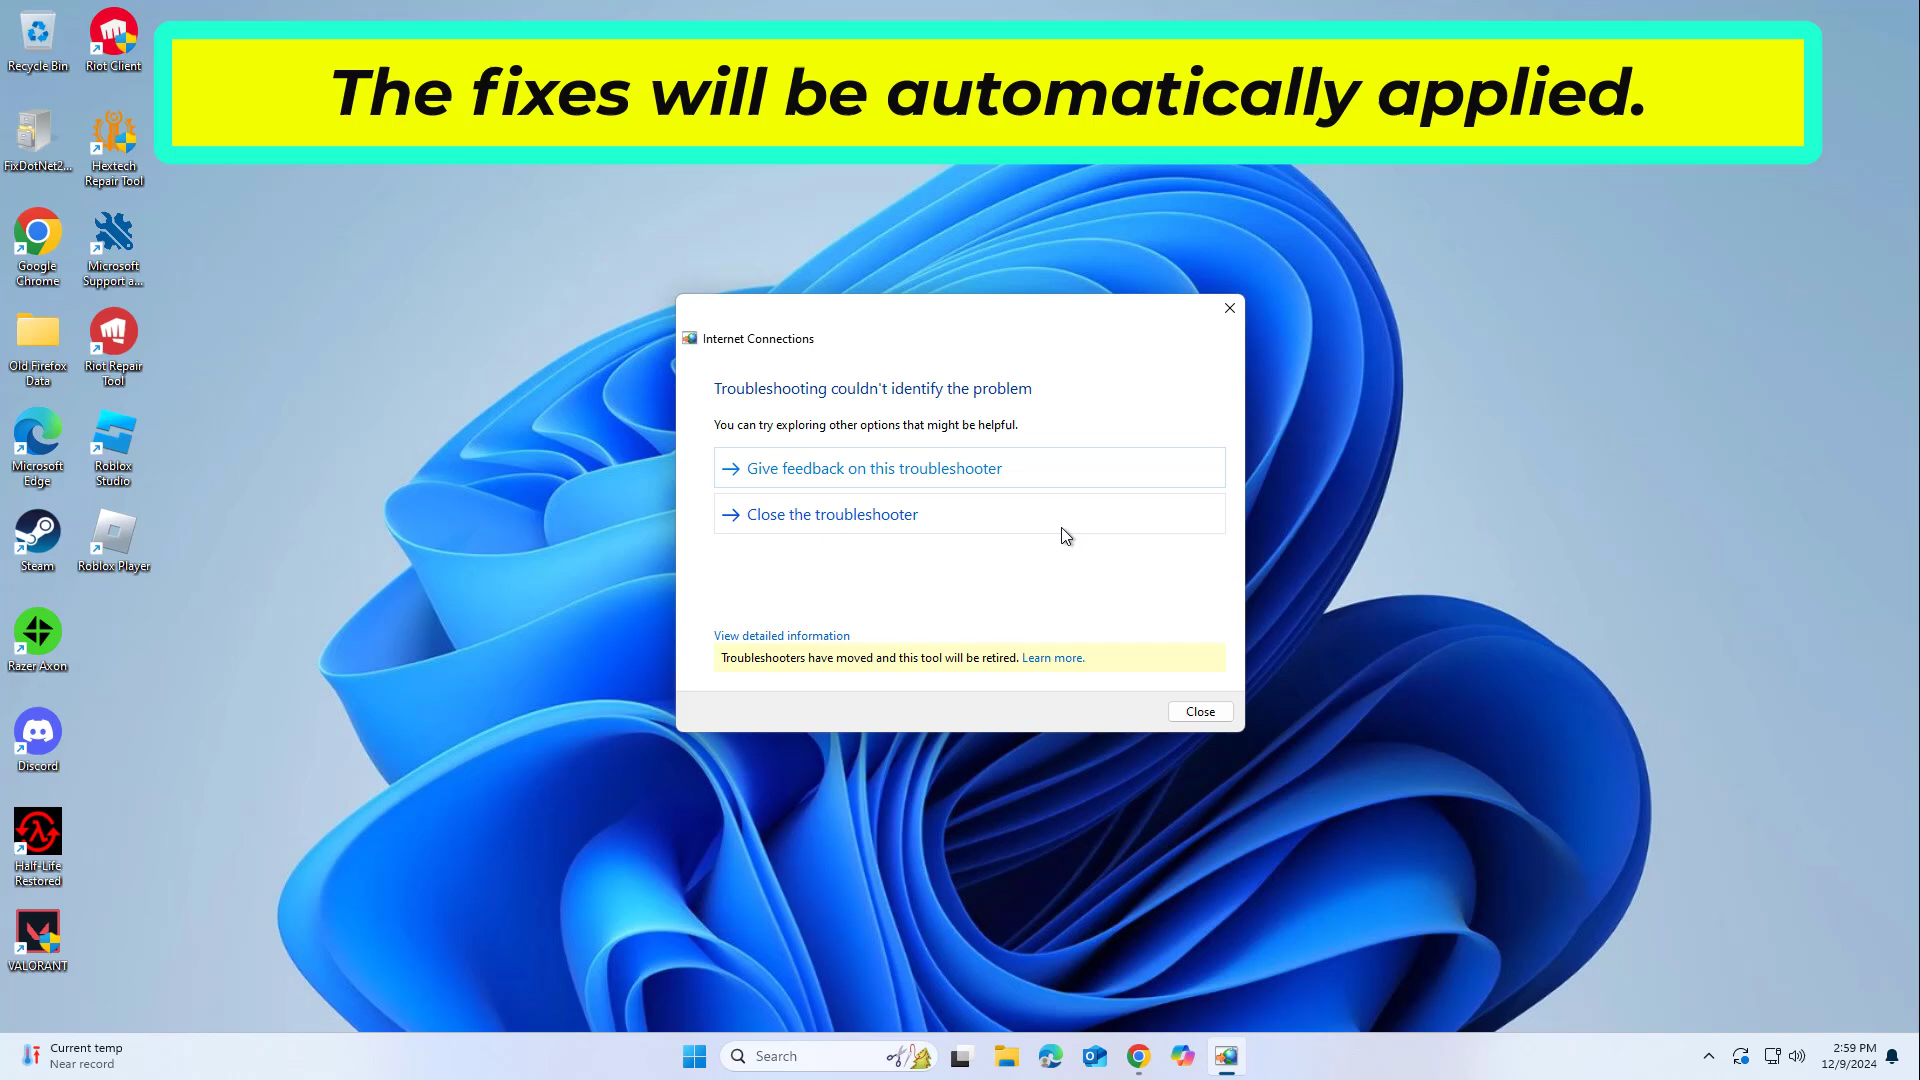 The fixes will be automatically applied.
Recycle Bin
Riot Client
FixDotNet2...
Hextech
Repair Tool
Google
Chrome
Microsoft
Support a...
Old Firefox
Data
Riot Repair
Tool
Microsoft
Edge
Roblox
Studio
Steam
Roblox Player
Razer Axon
Discord
Half-Life
Restored
VALORANT
Internet Connections
Troubleshooting couldn't identify the problem
You can try exploring other options that might be helpful.
Give feedback on this troubleshooter
Close the troubleshooter
View detailed information
Troubleshooters have moved and this tool will be retired. Learn more.
Close
Current temp
Near record
Search
2:59 PM
12/9/2024